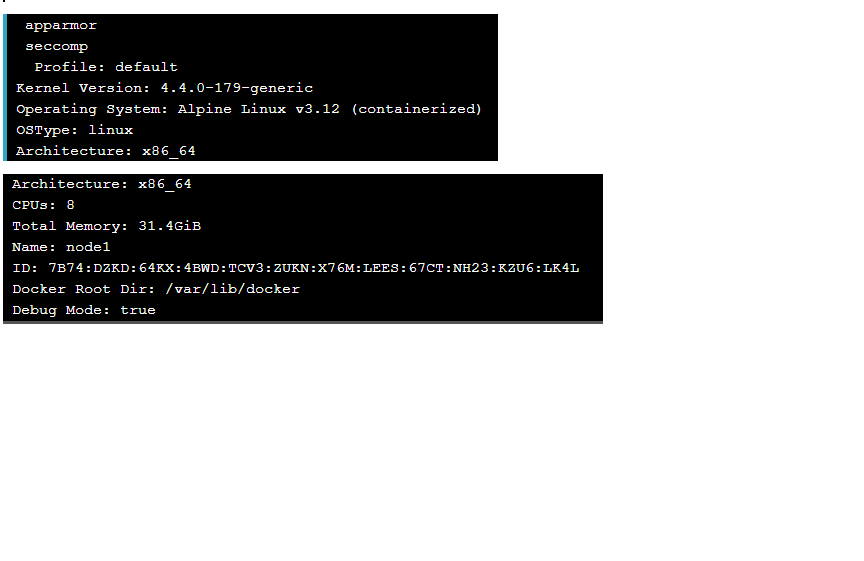 apparmor
seccomp
Profile: default
Kernel Version: 4.4.0-179-generic
Operating System: Alpine Linux v3.12 (containerized)
OSType: linux
Architecture: x86_64
Architecture: x86_64
CPUs: 8
Total Memory: 31.4GiB
Name: node1
ID: 7B74:DZKD:64KX:4BWD:TCV3:ZUKN:X76M:LEES:67CT:NH23:KZU6:LK4L
Docker Root Dir: /var/lib/docker
Debug Mode: true